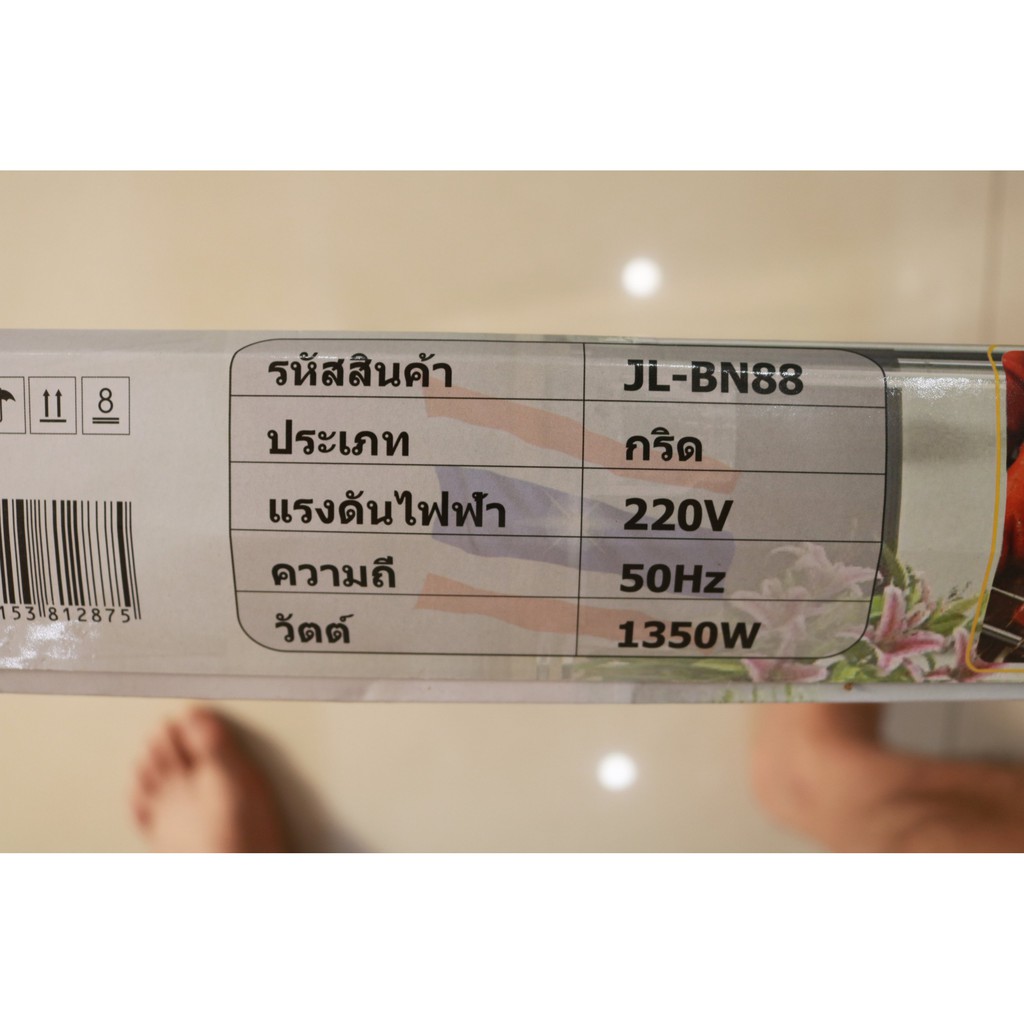 รหัสสินค้า JL-BN88
ประเภท กริด
แรงดันไฟฟ้า 220V
ความถี่ 50Hz
วัตต์ 1350W
8
153 812875